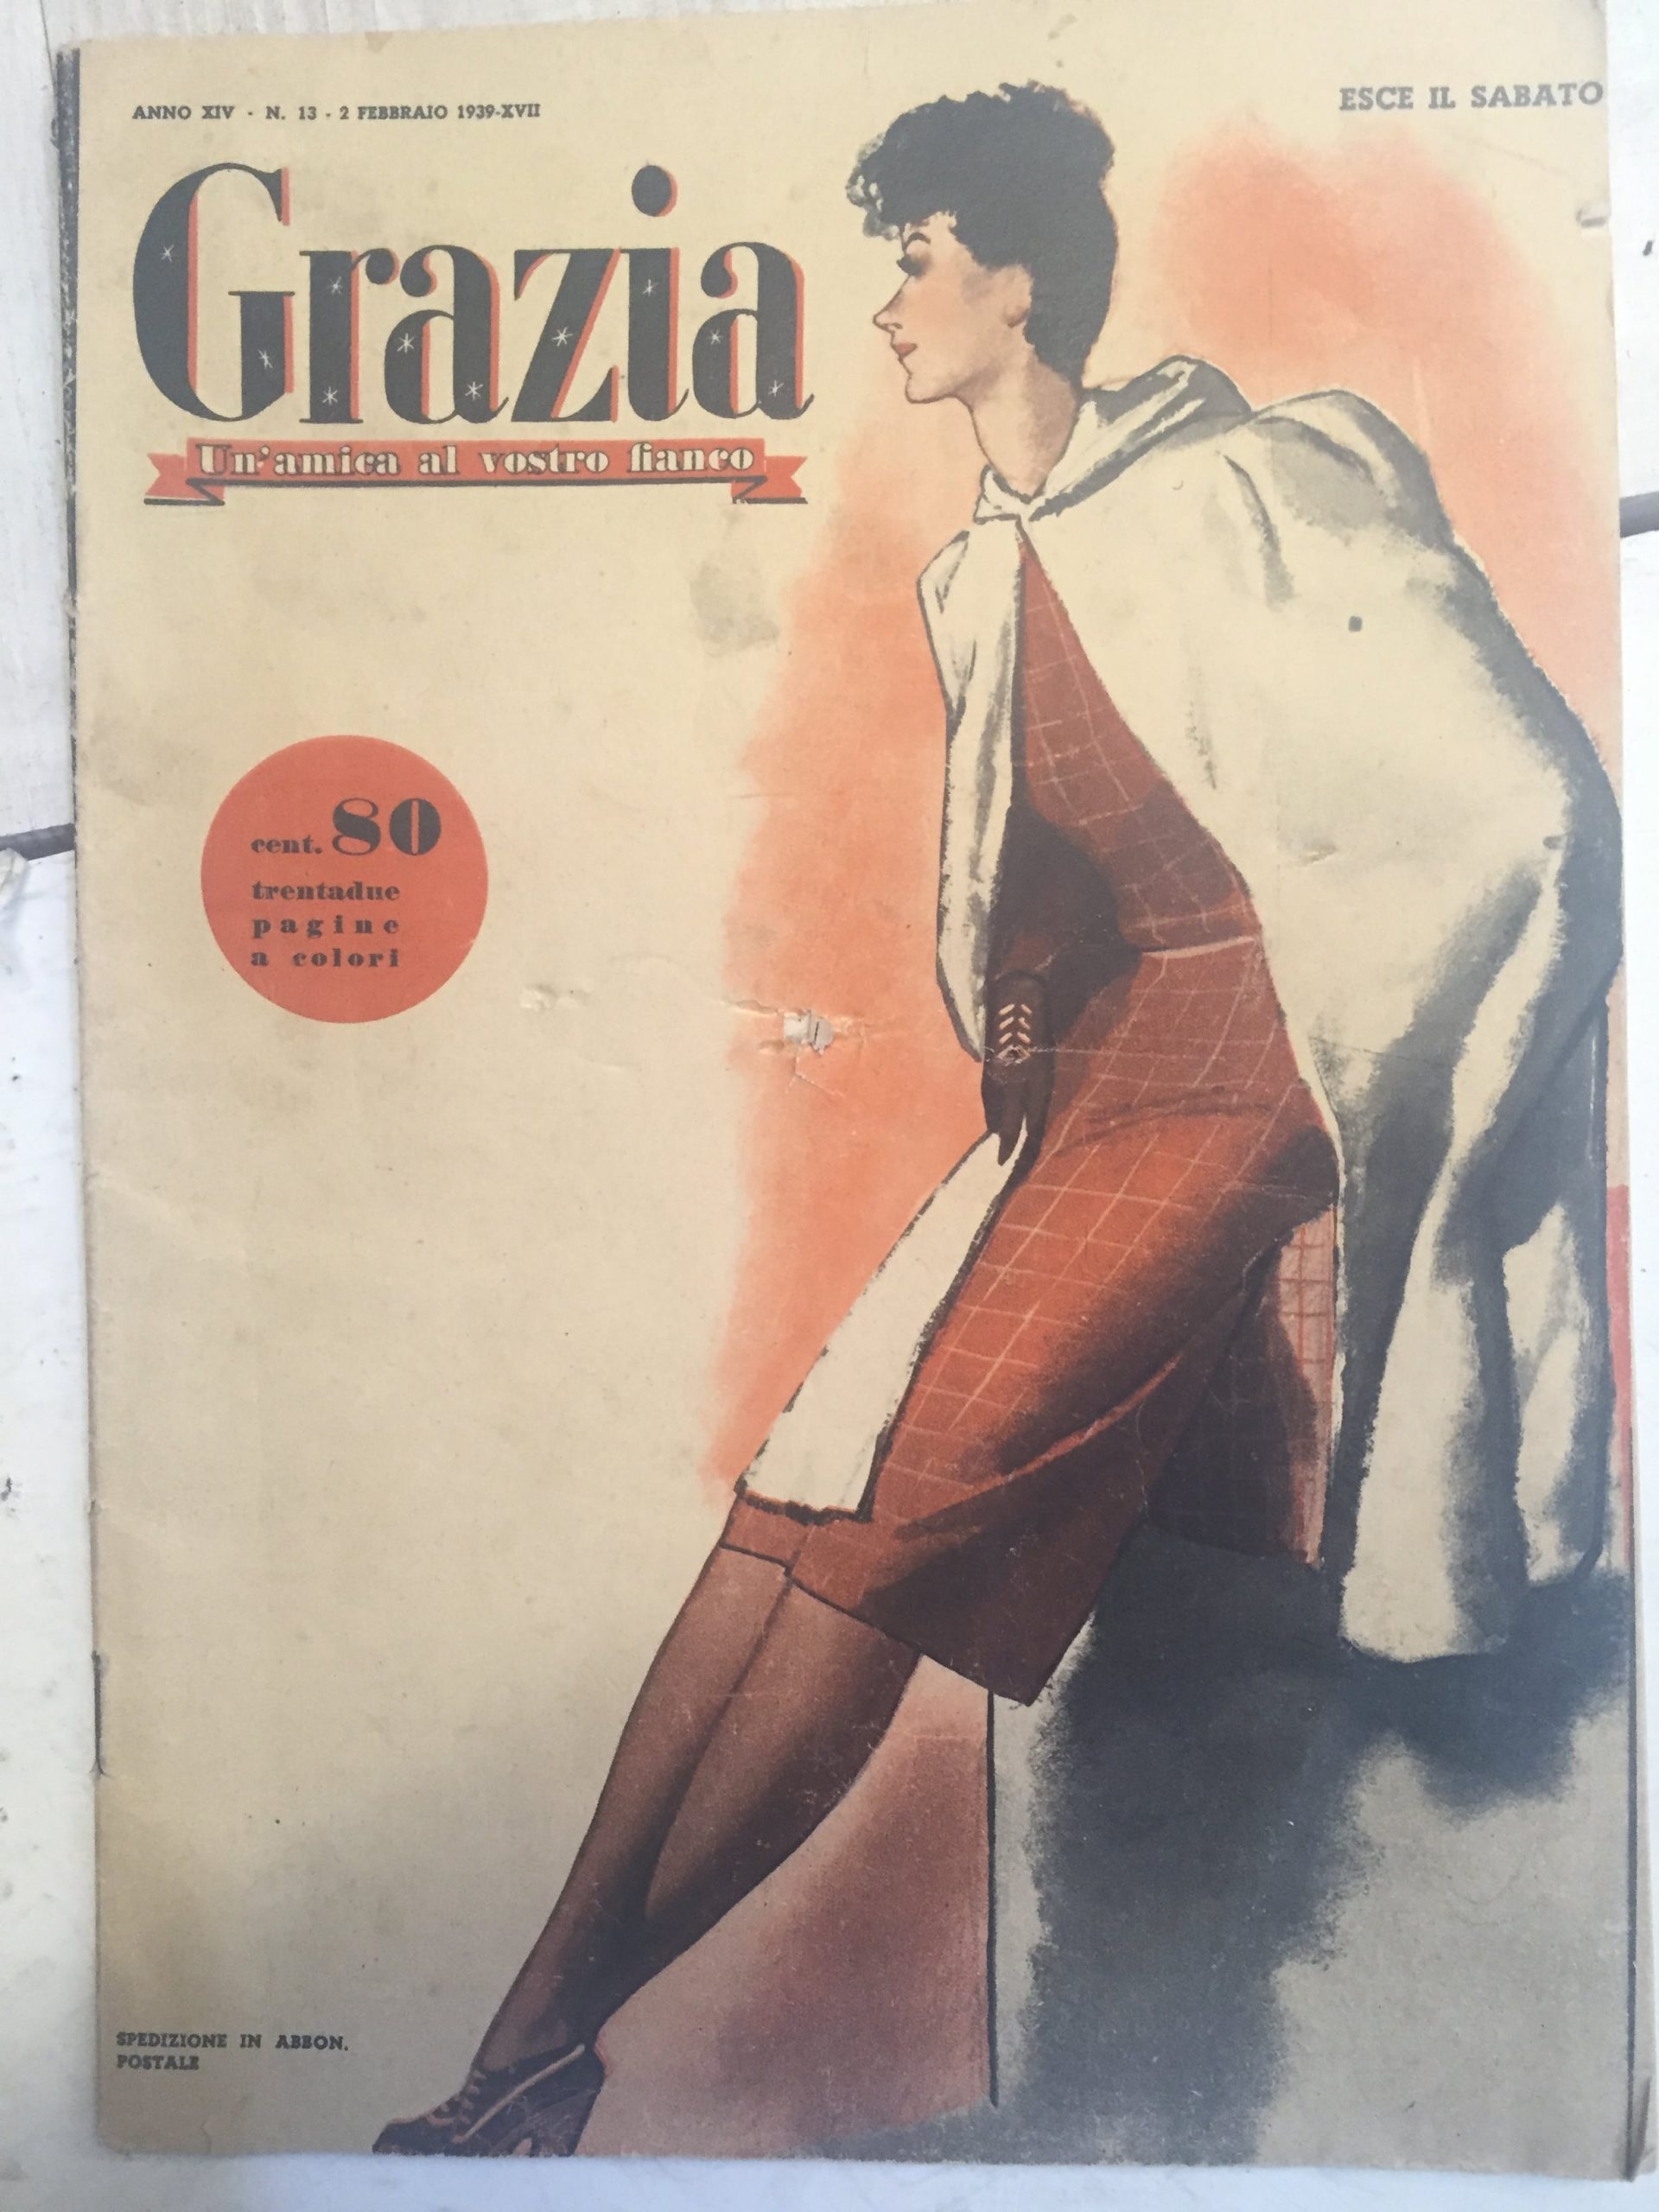 ANNO XIV - N. 13 - 2 FEBBRAIO 1939-XVII
ESCE IL SABATO
Grazia
Un'amica al vostro fianco
cent. 80
trentadue
pagine
a colori
SPEDIZIONE IN ABBON.
POSTALE